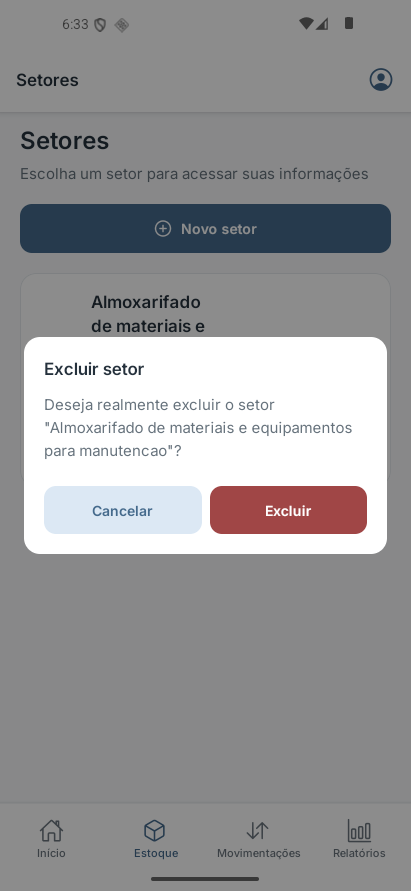 6:33
Setores
Setores
Escolha um setor para acessar suas informações
Novo setor
Almoxarifado
de materiais e
Excluir setor
Deseja realmente excluir o setor
"Almoxarifado de materiais e equipamentos
para manutencao"?
Cancelar
Excluir
Início
Estoque
Movimentações
Relatórios